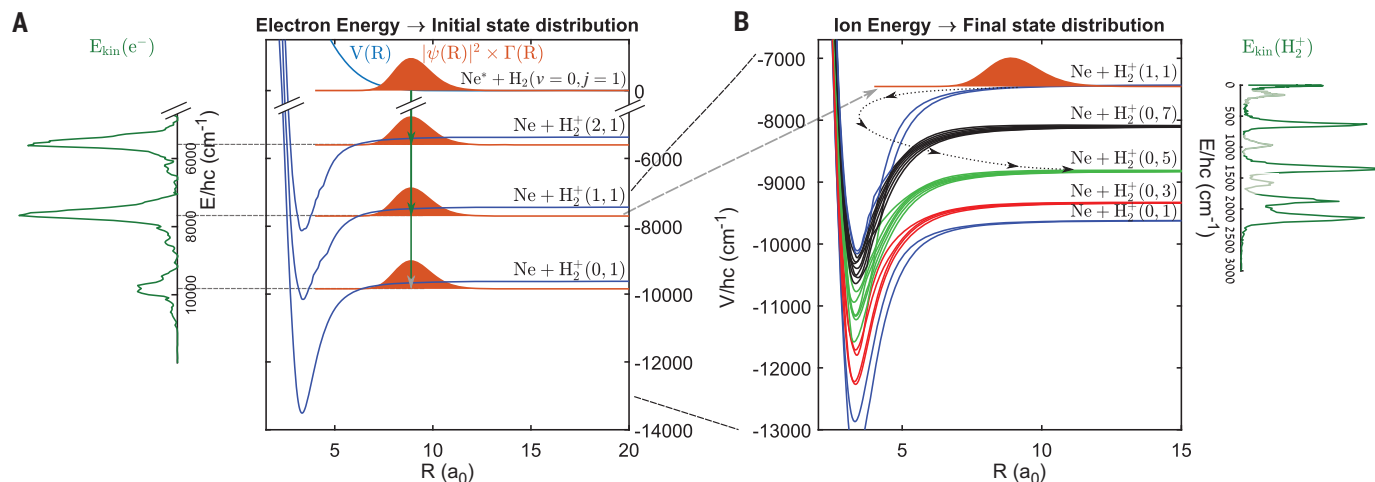 A
Electron Energy → Initial state distribution
E_kin(e⁻)
V(R)
|ψ(R)|² × Γ(R)
Ne* + H₂(v = 0, j = 1)
0
Ne + H₂⁺(2, 1)
Ne + H₂⁺(1, 1)
Ne + H₂⁺(0, 1)
E/hc (cm⁻¹)
6000
8000
10000
-6000
-8000
-10000
-12000
-14000
5
10
15
20
R (a₀)
B
Ion Energy → Final state distribution
V/hc (cm⁻¹)
-7000
-8000
-9000
-10000
-11000
-12000
-13000
Ne + H₂⁺(1, 1)
Ne + H₂⁺(0, 7)
Ne + H₂⁺(0, 5)
Ne + H₂⁺(0, 3)
Ne + H₂⁺(0, 1)
5
10
15
R (a₀)
E_kin(H₂⁺)
E/hc (cm⁻¹)
0
500
1000
1500
2000
2500
3000